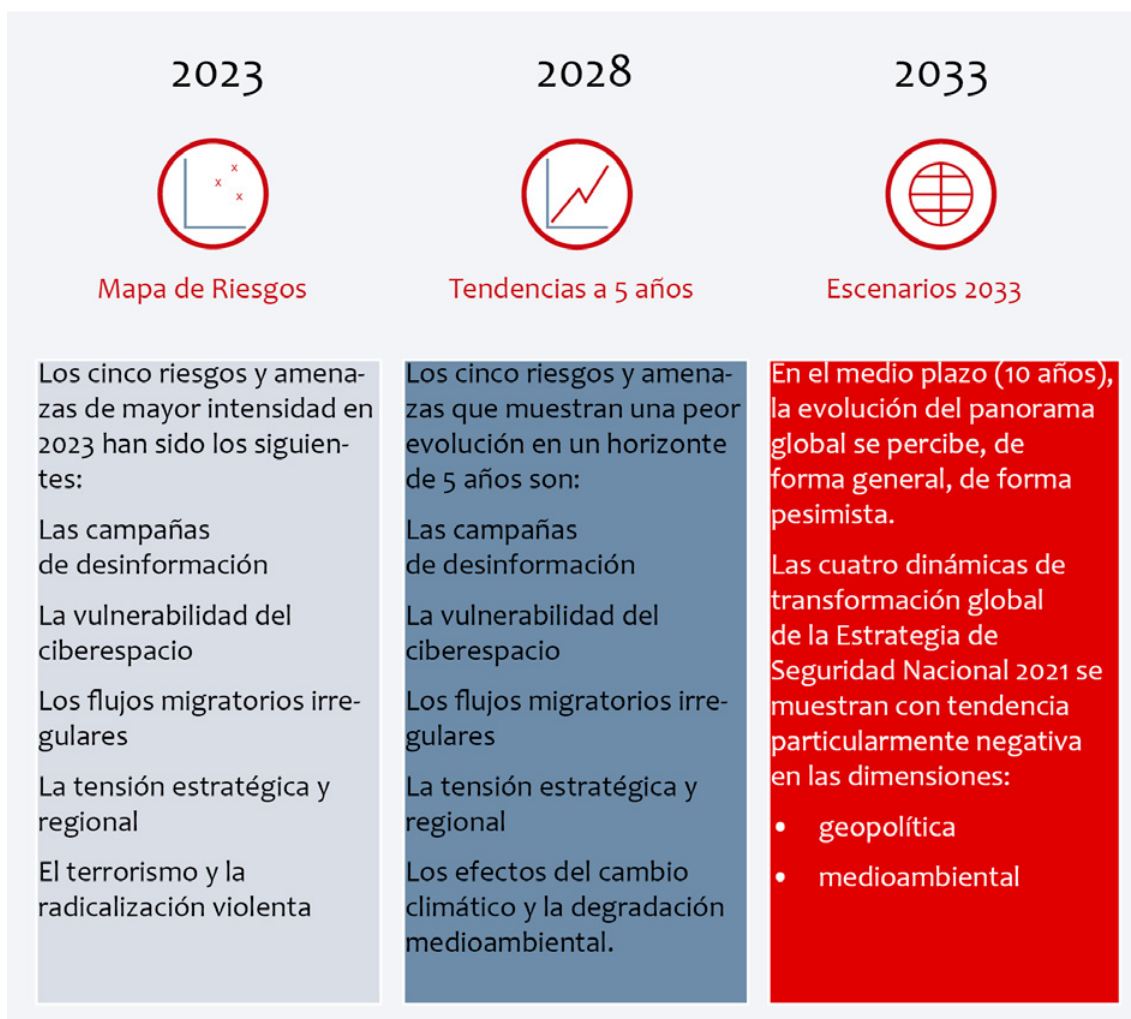 2023
Mapa de Riesgos
Los cinco riesgos y amena-
zas de mayor intensidad en
2023 han sido los siguien-
tes:
Las campañas
de desinformación
La vulnerabilidad del
ciberespacio
Los flujos migratorios irre-
gulares
La tensión estratégica y
regional
El terrorismo y la
radicalización violenta
2028
Tendencias a 5 años
Los cinco riesgos y amena-
zas que muestran una peor
evolución en un horizonte
de 5 años son:
Las campañas
de desinformación
La vulnerabilidad del
ciberespacio
Los flujos migratorios irre-
gulares
La tensión estratégica y
regional
Los efectos del cambio
climático y la degradación
medioambiental.
2033
Escenarios 2033
En el medio plazo (10 años),
la evolución del panorama
global se percibe, de
forma general, de forma
pesimista.
Las cuatro dinámicas de
transformación global
de la Estrategia de
Seguridad Nacional 2021 se
muestran con tendencia
particularmente negativa
en las dimensiones:
• geopolítica
• medioambiental